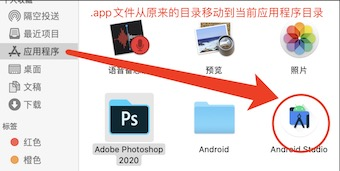 .app文件从原来的目录移动到当前应用程序目录
隔空投送
最近项目
应用程序
桌面
文稿
下载
标签
红色
橙色
语音备忘录
预览
照片
Ps
Adobe Photoshop
2020
Android
Android Studio